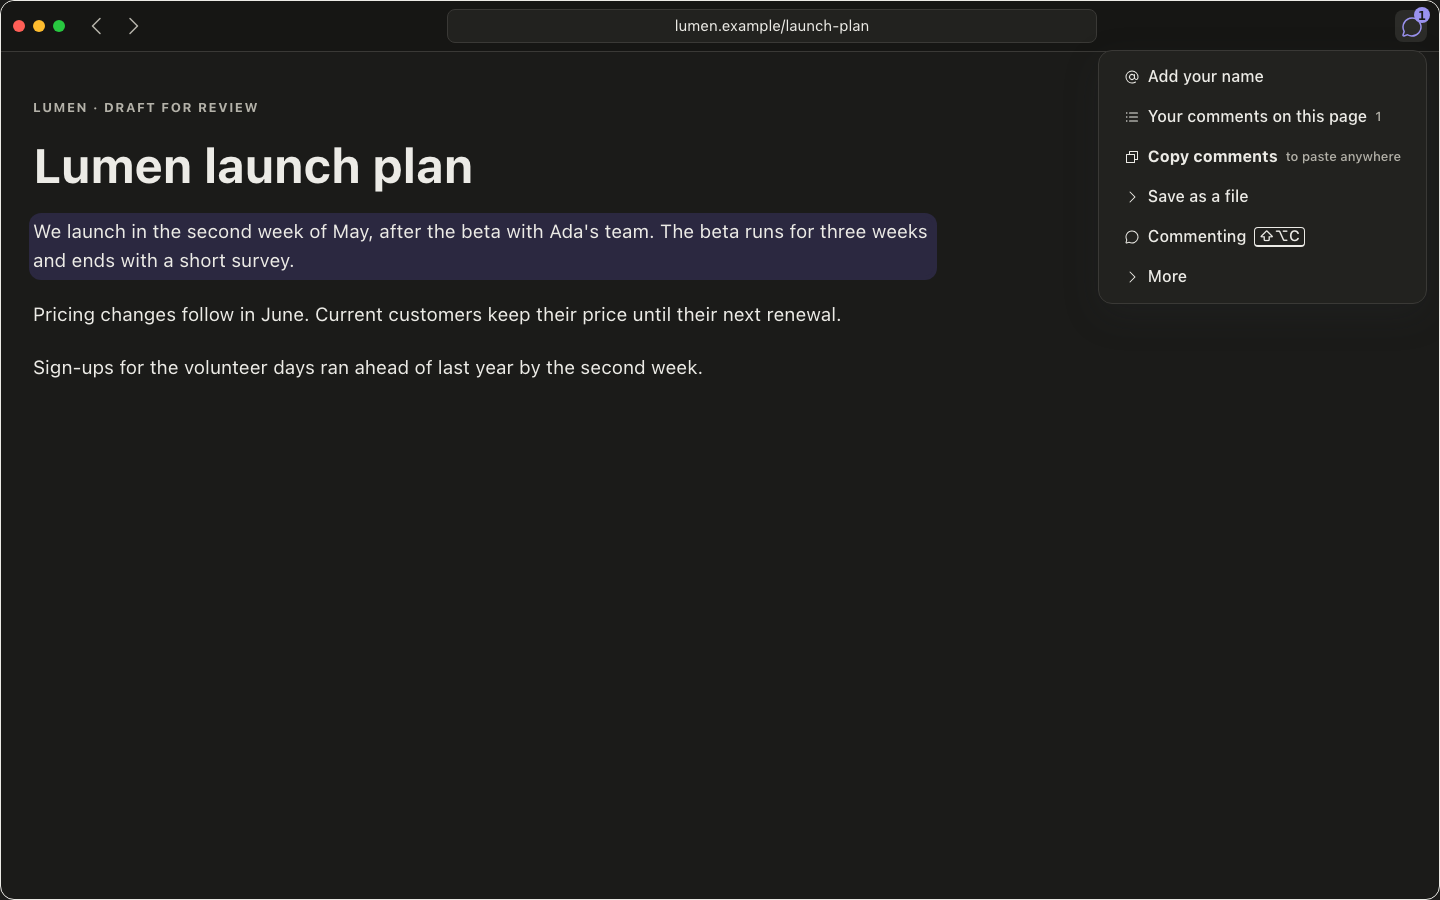 lumen.example/launch-plan
1
Add your name
Your comments on this page 1
Copy comments to paste anywhere
Save as a file
Commenting ⇧⌥C
More
LUMEN · DRAFT FOR REVIEW
Lumen launch plan
We launch in the second week of May, after the beta with Ada's team. The beta runs for three weeks
and ends with a short survey.
Pricing changes follow in June. Current customers keep their price until their next renewal.
Sign-ups for the volunteer days ran ahead of last year by the second week.